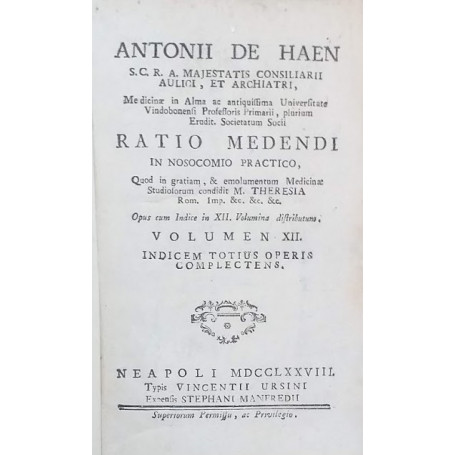 ANTONII DE HAEN
S. C. R. A. MAJESTATIS CONSILIARII
AULICI, ET ARCHIATRI,
Medicinæ in Alma ac antiquiſſima Univerſitate
Vindobonenſi Profeſſoris Primarii, plurium
Erudit. Societatum Socii
RATIO MEDENDI
IN NOSOCOMIO PRACTICO,
Quod in gratiam, & emolumentum Medicinæ
Studioſorum condidit M. THERESIA
Rom. Imp. &c. &c. &c.
Opus cum Indice in XII. Volumina diſtributum,
VOLUMEN XII.
INDICEM TOTIUS OPERIS
COMPLECTENS.
NEAPOLI MDCCLXXVIII.
Typis VINCENTII URSINI
Expenſis STEPHANI MANFREDII
Superiorum Permiſſu, ac Privilegio.